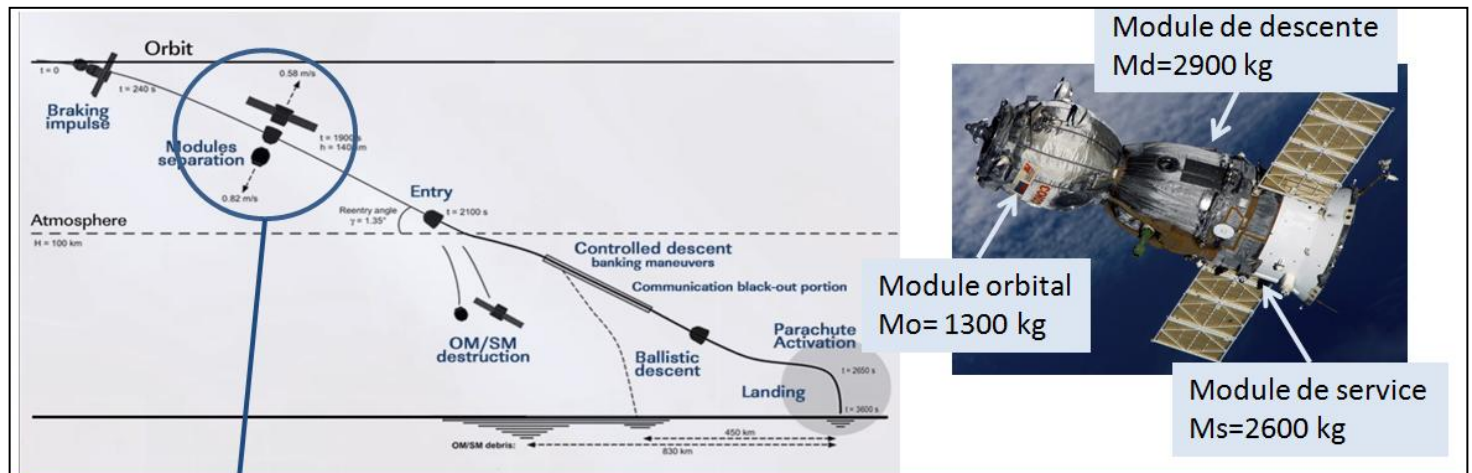 Orbit
t = 0
t = 240 s
Braking
impulse
0.58 m/s
t = 1900 s
Modules
separation
0.82 m/s
Entry
t = 2100 s
Reentry angle
γ = 1.35°
Atmosphere
H = 100 km
Controlled descent
banking maneuvers
Communication black-out portion
OM/SM
destruction
Ballistic
descent
Parachute
Activation
t = 2650 s
Landing
t = 3600 s
450 km
OM/SM debris:
830 km
Module de descente
Md=2900 kg
Module orbital
Mo= 1300 kg
Module de service
Ms=2600 kg